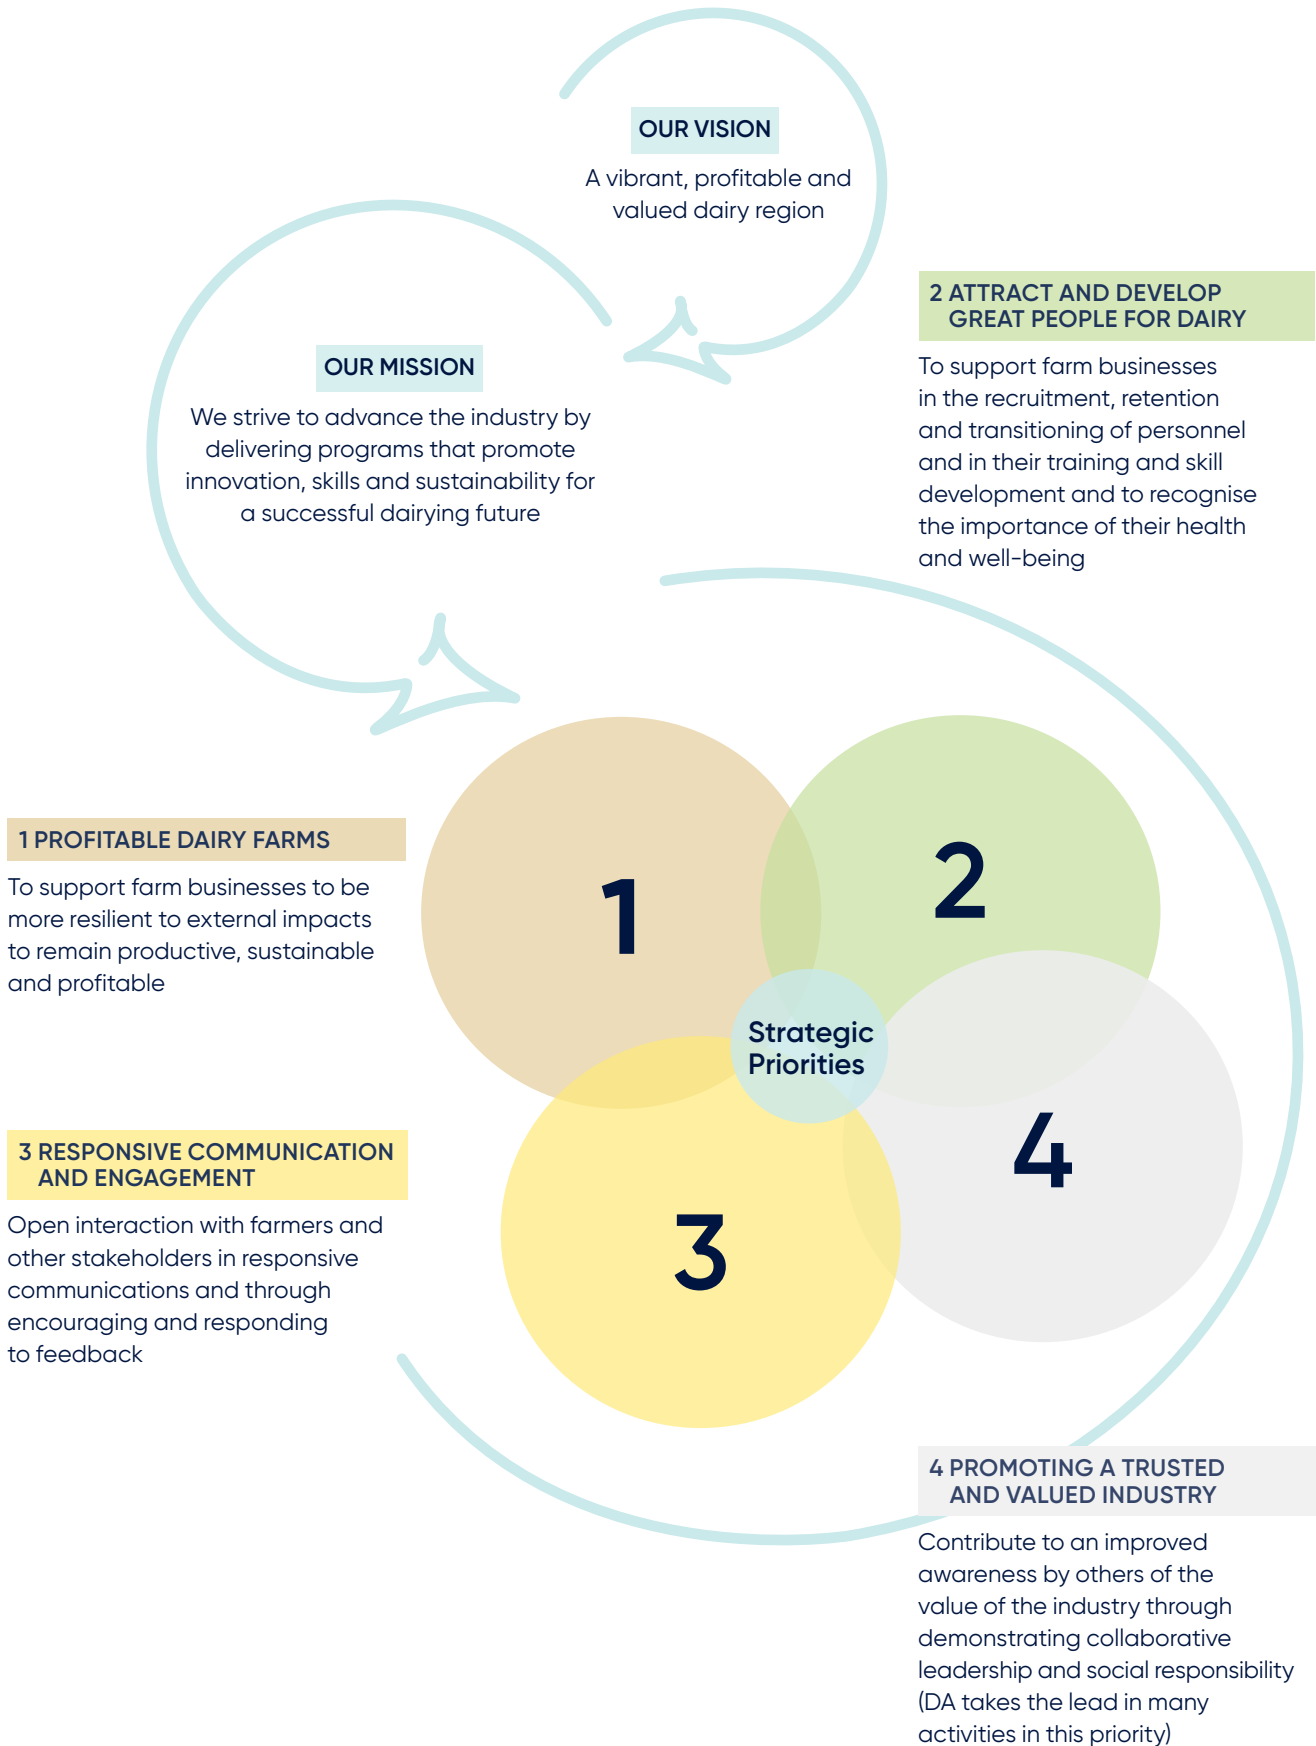 OUR VISION
A vibrant, profitable and
valued dairy region
OUR MISSION
We strive to advance the industry by
delivering programs that promote
innovation, skills and sustainability for
a successful dairying future
2 ATTRACT AND DEVELOP
GREAT PEOPLE FOR DAIRY
To support farm businesses
in the recruitment, retention
and transitioning of personnel
and in their training and skill
development and to recognise
the importance of their health
and well-being
1 PROFITABLE DAIRY FARMS
To support farm businesses to be
more resilient to external impacts
to remain productive, sustainable
and profitable
1
2
Strategic
Priorities
3
4
3 RESPONSIVE COMMUNICATION
AND ENGAGEMENT
Open interaction with farmers and
other stakeholders in responsive
communications and through
encouraging and responding
to feedback
4 PROMOTING A TRUSTED
AND VALUED INDUSTRY
Contribute to an improved
awareness by others of the
value of the industry through
demonstrating collaborative
leadership and social responsibility
(DA takes the lead in many
activities in this priority)